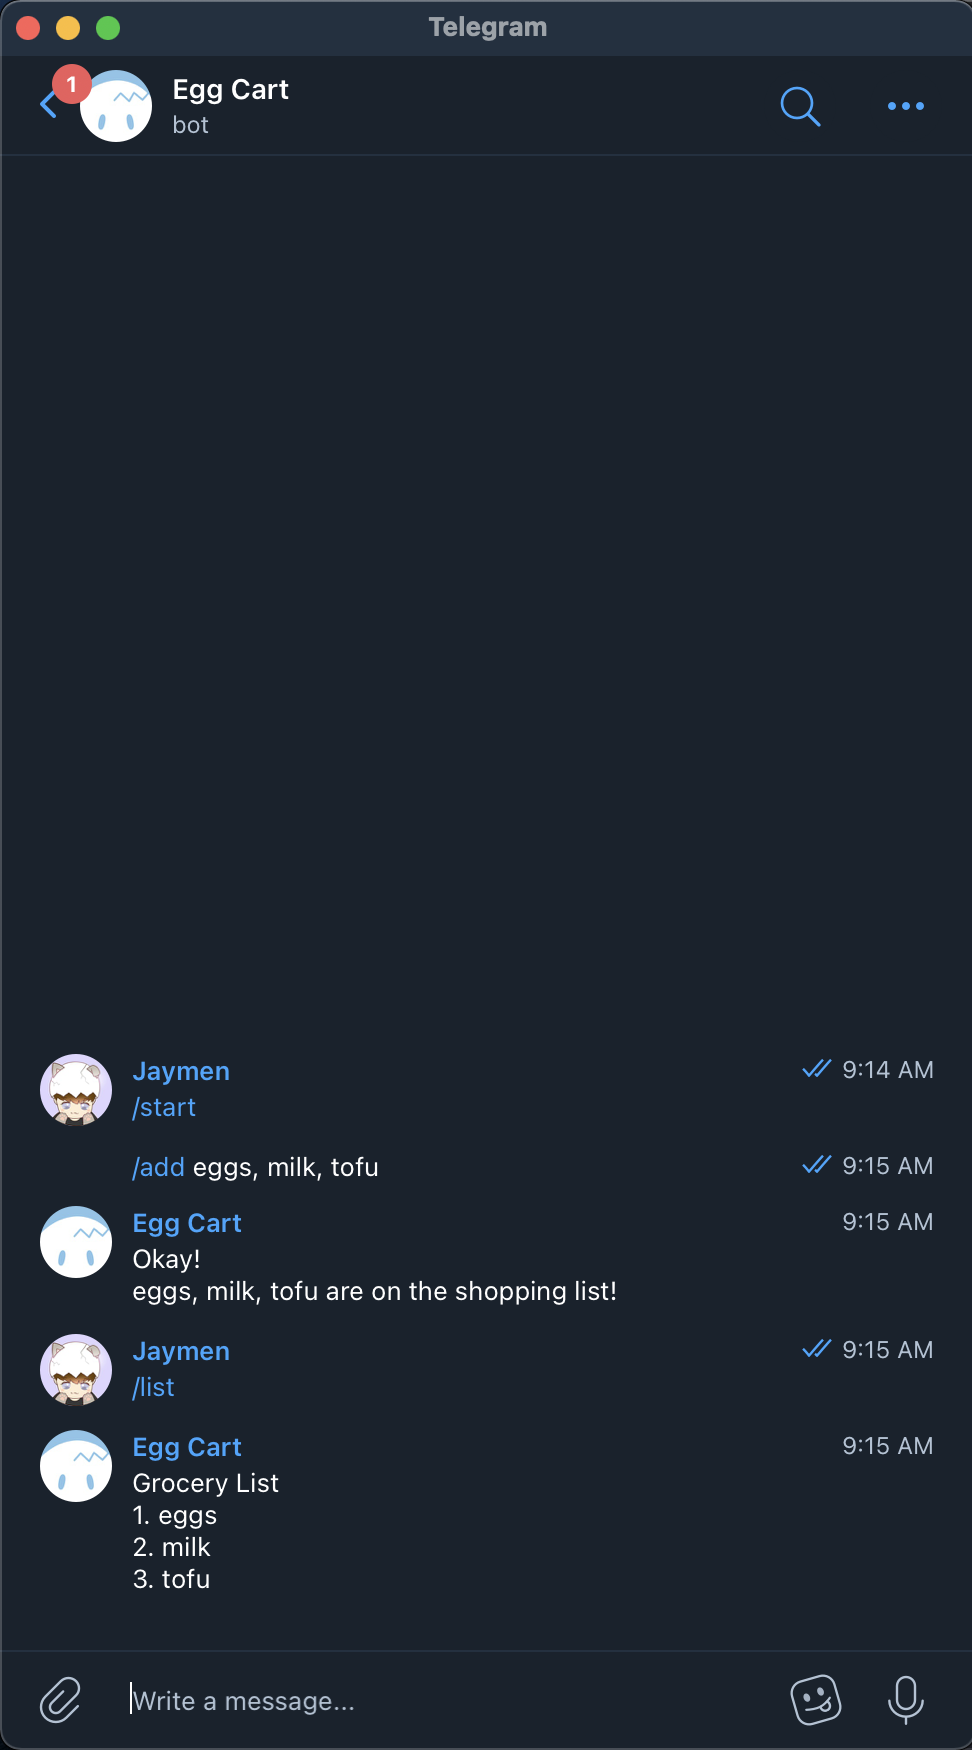 Telegram
1
Egg Cart
bot
Jaymen
9:14 AM
/start
/add eggs, milk, tofu
9:15 AM
Egg Cart
9:15 AM
Okay!
eggs, milk, tofu are on the shopping list!
Jaymen
9:15 AM
/list
Egg Cart
9:15 AM
Grocery List
1. eggs
2. milk
3. tofu
Write a message...